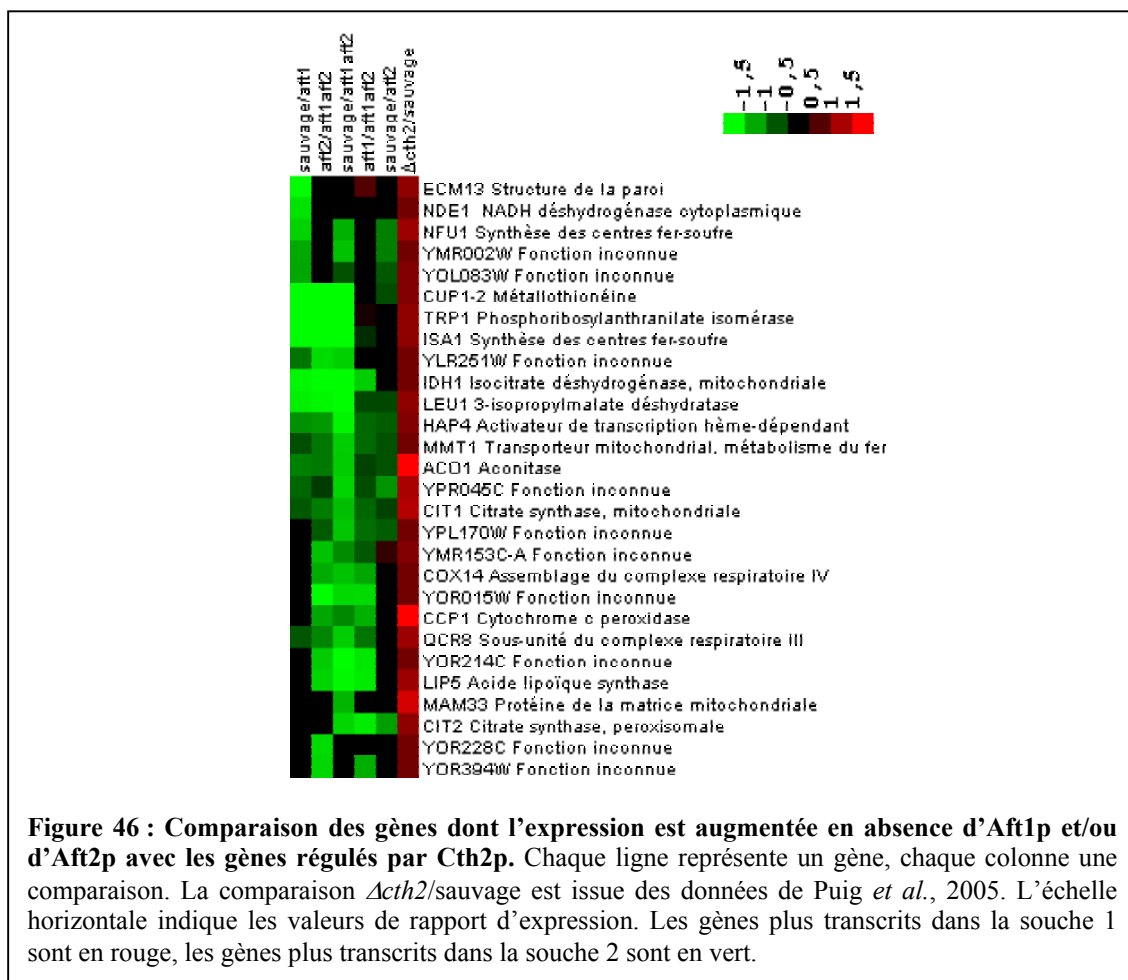 sauvage/aft1
aft2/aft1aft2
sauvage/aft1aft2
aft1/aft1aft2
sauvage/aft2
Δcth2/sauvage
-1,5
-1
-0,5
0,5
1
1,5
ECM13 Structure de la paroi
NDE1 NADH déshydrogénase cytoplasmique
NFU1 Synthèse des centres fer-soufre
YMR002W Fonction inconnue
YOL083W Fonction inconnue
CUP1-2 Métallothionéine
TRP1 Phosphoribosylanthranilate isomérase
ISA1 Synthèse des centres fer-soufre
YLR251W Fonction inconnue
IDH1 Isocitrate déshydrogénase, mitochondriale
LEU1 3-isopropylmalate déshydratase
HAP4 Activateur de transcription hème-dépendant
MMT1 Transporteur mitochondrial, métabolisme du fer
ACO1 Aconitase
YPR045C Fonction inconnue
CIT1 Citrate synthase, mitochondriale
YPL170W Fonction inconnue
YMR153C-A Fonction inconnue
COX14 Assemblage du complexe respiratoire IV
YOR015W Fonction inconnue
CCP1 Cytochrome c peroxidase
QCR8 Sous-unité du complexe respiratoire III
YOR214C Fonction inconnue
LIP5 Acide lipoïque synthase
MAM33 Protéine de la matrice mitochondriale
CIT2 Citrate synthase, peroxisomale
YOR228C Fonction inconnue
YOR394W Fonction inconnue
Figure 46 : Comparaison des gènes dont l'expression est augmentée en absence d'Aft1p et/ou
d'Aft2p avec les gènes régulés par Cth2p. Chaque ligne représente un gène, chaque colonne une
comparaison. La comparaison Δcth2/sauvage est issue des données de Puig et al., 2005. L'échelle
horizontale indique les valeurs de rapport d'expression. Les gènes plus transcrits dans la souche 1
sont en rouge, les gènes plus transcrits dans la souche 2 sont en vert.